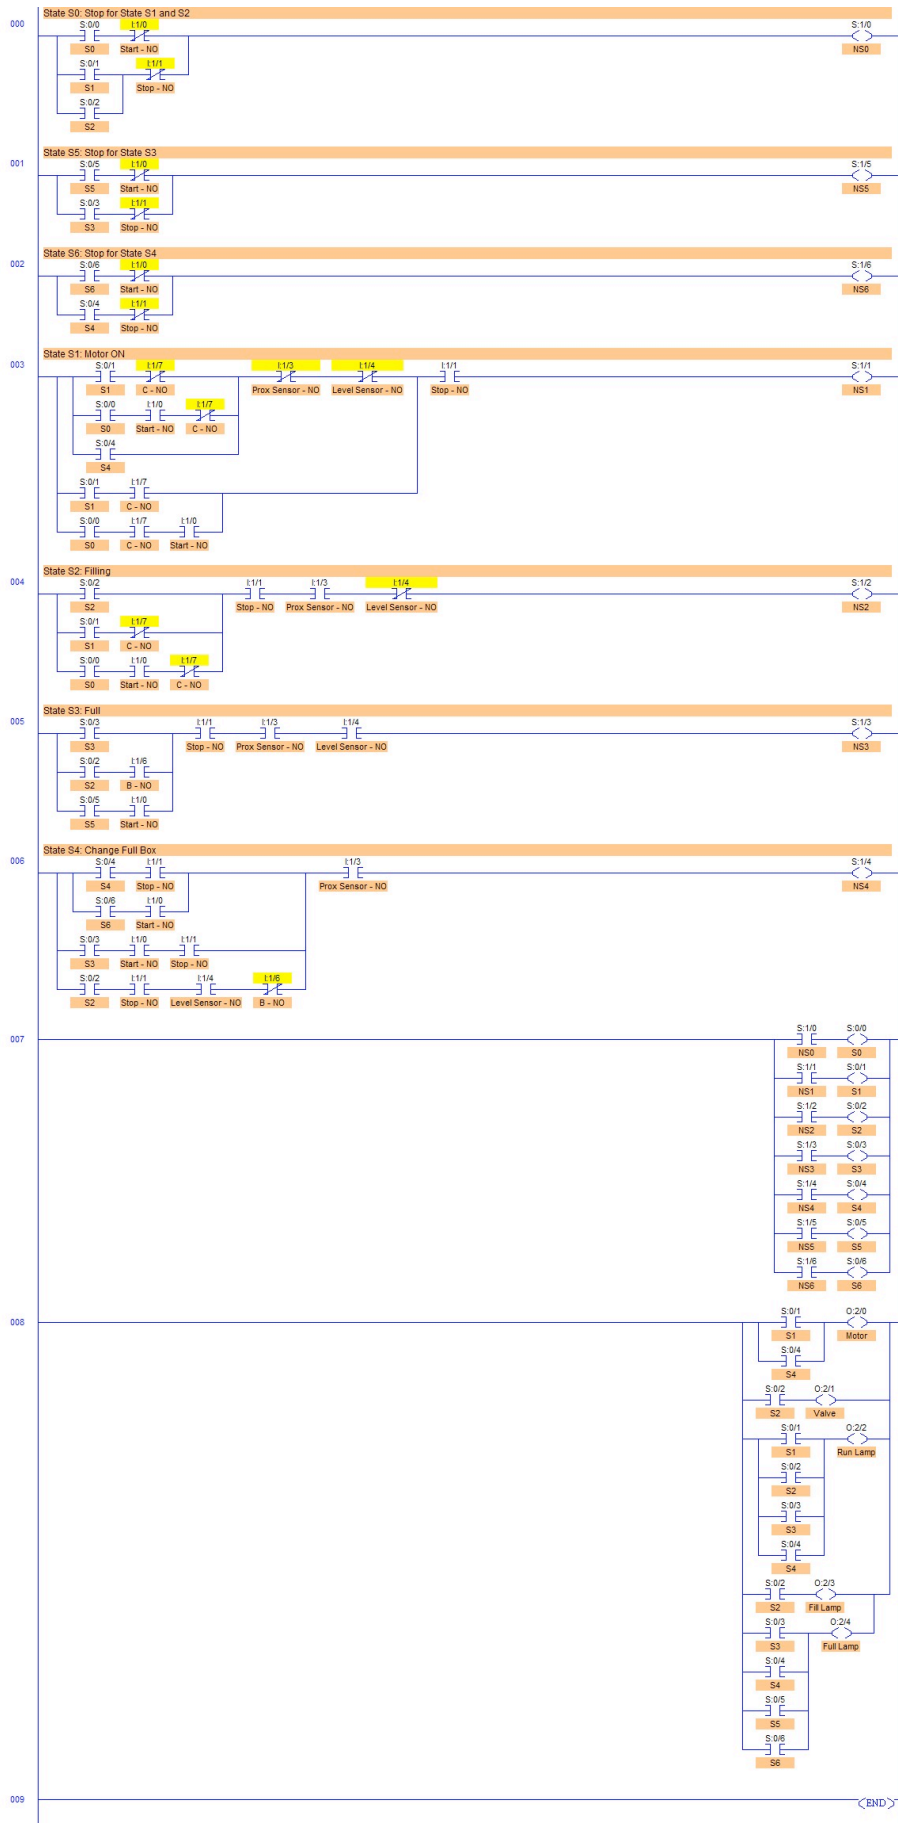 State S0: Stop for State S1 and S2
000
S:0/0 I:1/0 S:1/0
S0 Start - NO NS0
S:0/1 I:1/1
S1 Stop - NO
S:0/2
S2
State S5: Stop for State S3
001
S:0/5 I:1/0 S:1/5
S5 Start - NO NS5
S:0/3 I:1/1
S3 Stop - NO
State S6: Stop for State S4
002
S:0/6 I:1/0 S:1/6
S6 Start - NO NS6
S:0/4 I:1/1
S4 Stop - NO
State S1: Motor ON
003
S:0/1 I:1/7 I:1/3 I:1/4 I:1/1 S:1/1
S1 C - NO Prox Sensor - NO Level Sensor - NO Stop - NO NS1
S:0/0 I:1/0 I:1/7
S0 Start - NO C - NO
S:0/4
S4
S:0/1 I:1/7
S1 C - NO
S:0/0 I:1/7 I:1/0
S0 C - NO Start - NO
State S2: Filling
004
S:0/2 I:1/1 I:1/3 I:1/4 S:1/2
S2 Stop - NO Prox Sensor - NO Level Sensor - NO NS2
S:0/1 I:1/7
S1 C - NO
S:0/0 I:1/0 I:1/7
S0 Start - NO C - NO
State S3: Full
005
S:0/3 I:1/1 I:1/3 I:1/4 S:1/3
S3 Stop - NO Prox Sensor - NO Level Sensor - NO NS3
S:0/2 I:1/6
S2 B - NO
S:0/5 I:1/0
S5 Start - NO
State S4: Change Full Box
006
S:0/4 I:1/1 I:1/3 S:1/4
S4 Stop - NO Prox Sensor - NO NS4
S:0/6 I:1/0
S6 Start - NO
S:0/3 I:1/0 I:1/1
S3 Start - NO Stop - NO
S:0/2 I:1/1 I:1/4 I:1/6
S2 Stop - NO Level Sensor - NO B - NO
007
S:1/0 S:0/0
NS0 S0
S:1/1 S:0/1
NS1 S1
S:1/2 S:0/2
NS2 S2
S:1/3 S:0/3
NS3 S3
S:1/4 S:0/4
NS4 S4
S:1/5 S:0/5
NS5 S5
S:1/6 S:0/6
NS6 S6
008
S:0/1 O:2/0
S1 Motor
S:0/4
S4
S:0/2 O:2/1
S2 Valve
S:0/1 O:2/2
S1 Run Lamp
S:0/2
S2
S:0/3
S3
S:0/4
S4
S:0/2 O:2/3
S2 Fill Lamp
S:0/3 O:2/4
S3 Full Lamp
S:0/4
S4
S:0/5
S5
S:0/6
S6
009
END